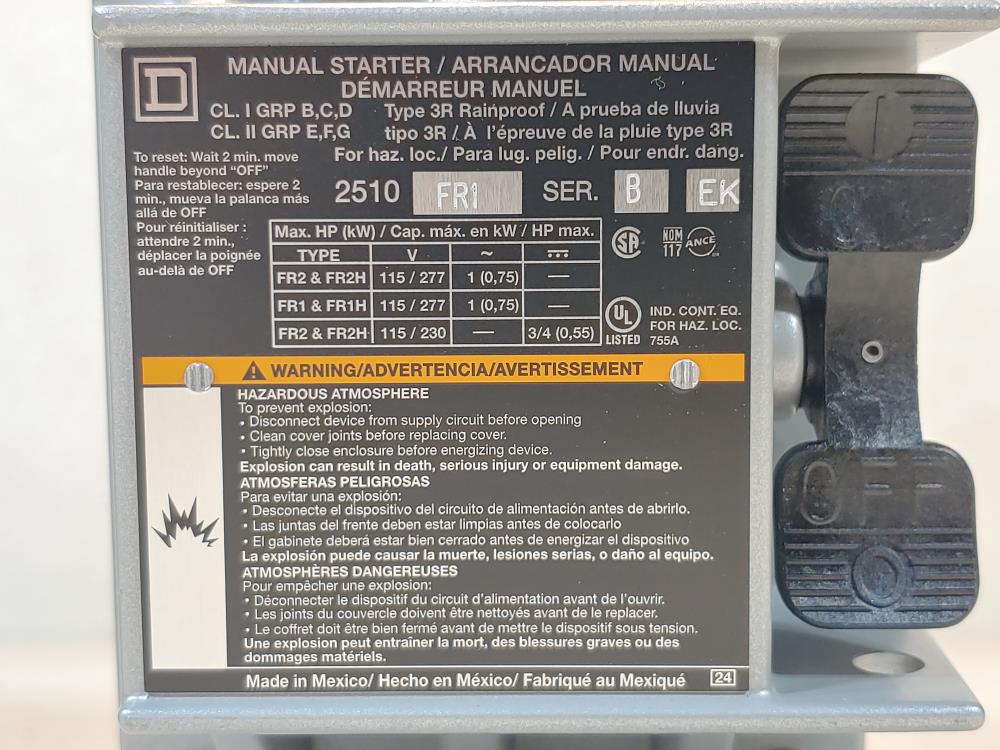 D
MANUAL STARTER / ARRANCADOR MANUAL
DÉMARREUR MANUEL
CL. I GRP B,C,D Type 3R Rainproof / A prueba de lluvia
CL. II GRP E,F,G tipo 3R / À l'épreuve de la pluie type 3R
For haz. loc./ Para lug. pelig. / Pour endr. dang.
To reset: Wait 2 min. move
handle beyond "OFF"
Para restablecer: espere 2
min., mueva la palanca más
allá de OFF
Pour réinitialiser :
attendre 2 min.,
déplacer la poignée
au-delà de OFF
2510 FR1 SER. B EK
Max. HP (kW) / Cap. máx. en kW / HP max.
TYPE V ~
FR2 & FR2H 115 / 277 1 (0,75) —
FR1 & FR1H 115 / 277 1 (0,75) —
FR2 & FR2H 115 / 230 — 3/4 (0,55)
SA
NOM
117 ANCE
UL
LISTED
IND. CONT. EQ.
FOR HAZ. LOC.
755A
WARNING/ADVERTENCIA/AVERTISSEMENT
HAZARDOUS ATMOSPHERE
To prevent explosion:
• Disconnect device from supply circuit before opening
• Clean cover joints before replacing cover.
• Tightly close enclosure before energizing device.
Explosion can result in death, serious injury or equipment damage.
ATMOSFERAS PELIGROSAS
Para evitar una explosión:
• Desconecte el dispositivo del circuito de alimentación antes de abrirlo.
• Las juntas del frente deben estar limpias antes de colocarlo
• El gabinete deberá estar bien cerrado antes de energizar el dispositivo
La explosión puede causar la muerte, lesiones serias, o daño al equipo.
ATMOSPHÈRES DANGEREUSES
Pour empêcher une explosion:
• Déconnecter le dispositif du circuit d'alimentation avant de l'ouvrir.
• Les joints du couvercle doivent être nettoyés avant de le replacer.
• Le coffret doit être bien fermé avant de mettre le dispositif sous tension.
Une explosion peut entraîner la mort, des blessures graves ou des
dommages matériels.
Made in Mexico/ Hecho en México/ Fabriqué au Mexiqué 24
OFF